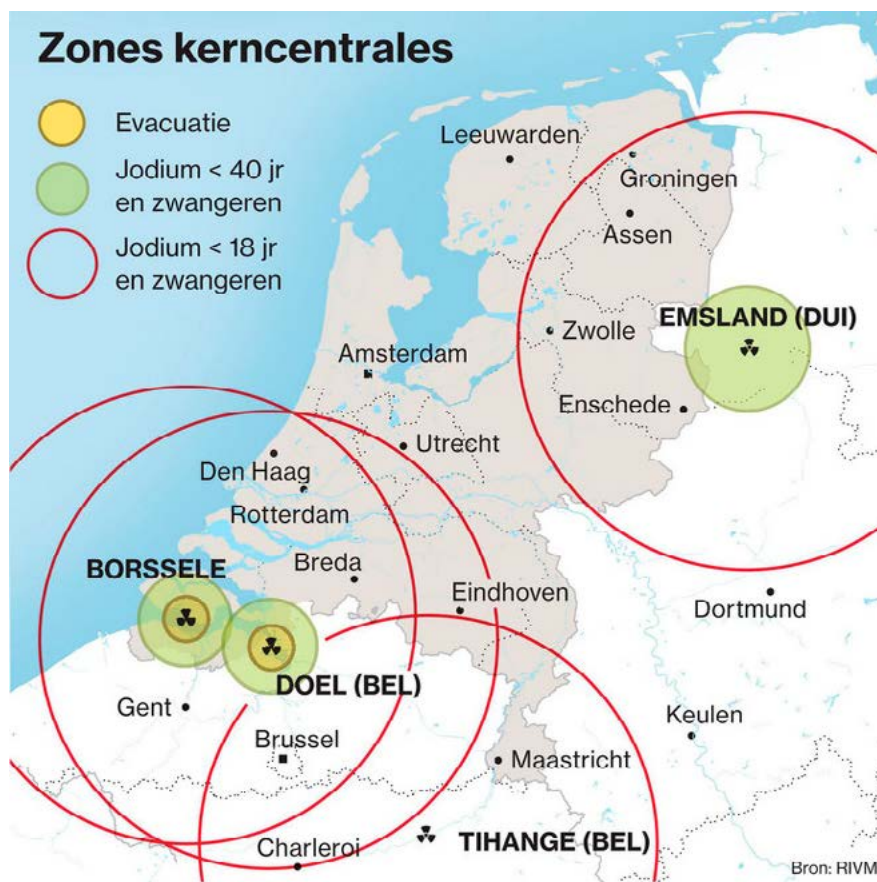 Zones kerncentrales
Evacuatie
Jodium < 40 jr
en zwangeren
Jodium < 18 jr
en zwangeren
Leeuwarden
Groningen
Assen
EMSLAND (DUI)
Zwolle
Amsterdam
Enschede
Utrecht
Den Haag
Rotterdam
BORSSELE
Breda
Eindhoven
Dortmund
DOEL (BEL)
Gent
Keulen
Brussel
Maastricht
TIHANGE (BEL)
Charleroi
Bron: RIVM